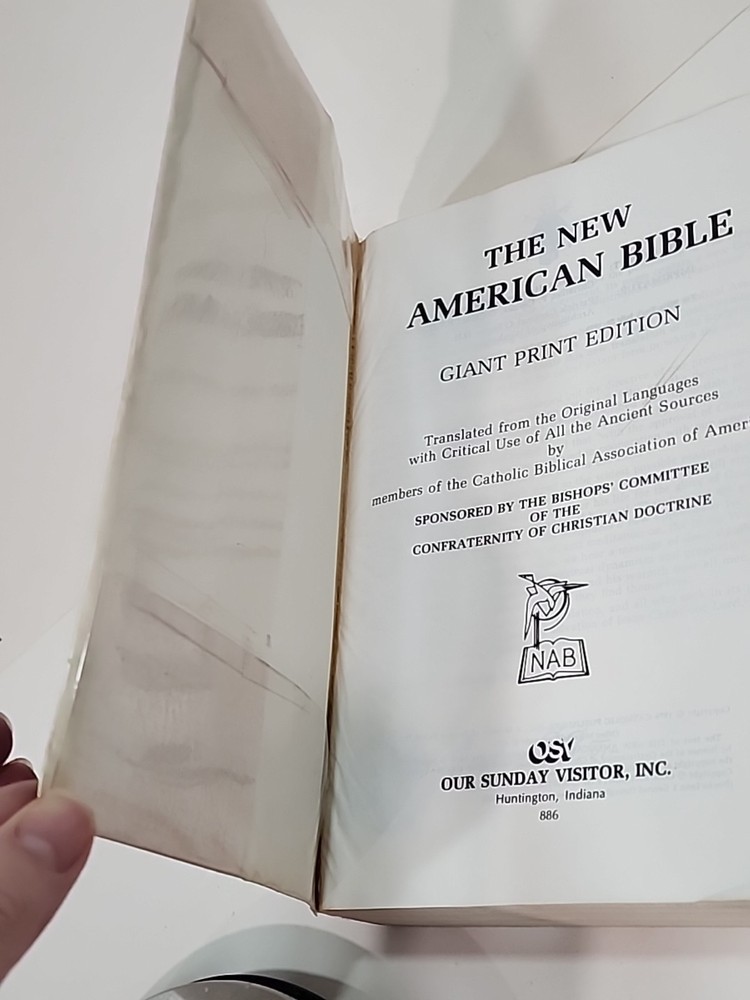 THE NEW
AMERICAN BIBLE
GIANT PRINT EDITION
Translated from the Original Languages
with Critical Use of All the Ancient Sources
by
members of the Catholic Biblical Association of Amer
SPONSORED BY THE BISHOPS' COMMITTEE
OF THE
CONFRATERNITY OF CHRISTIAN DOCTRINE
NAB
OSV
OUR SUNDAY VISITOR, INC.
Huntington, Indiana
886